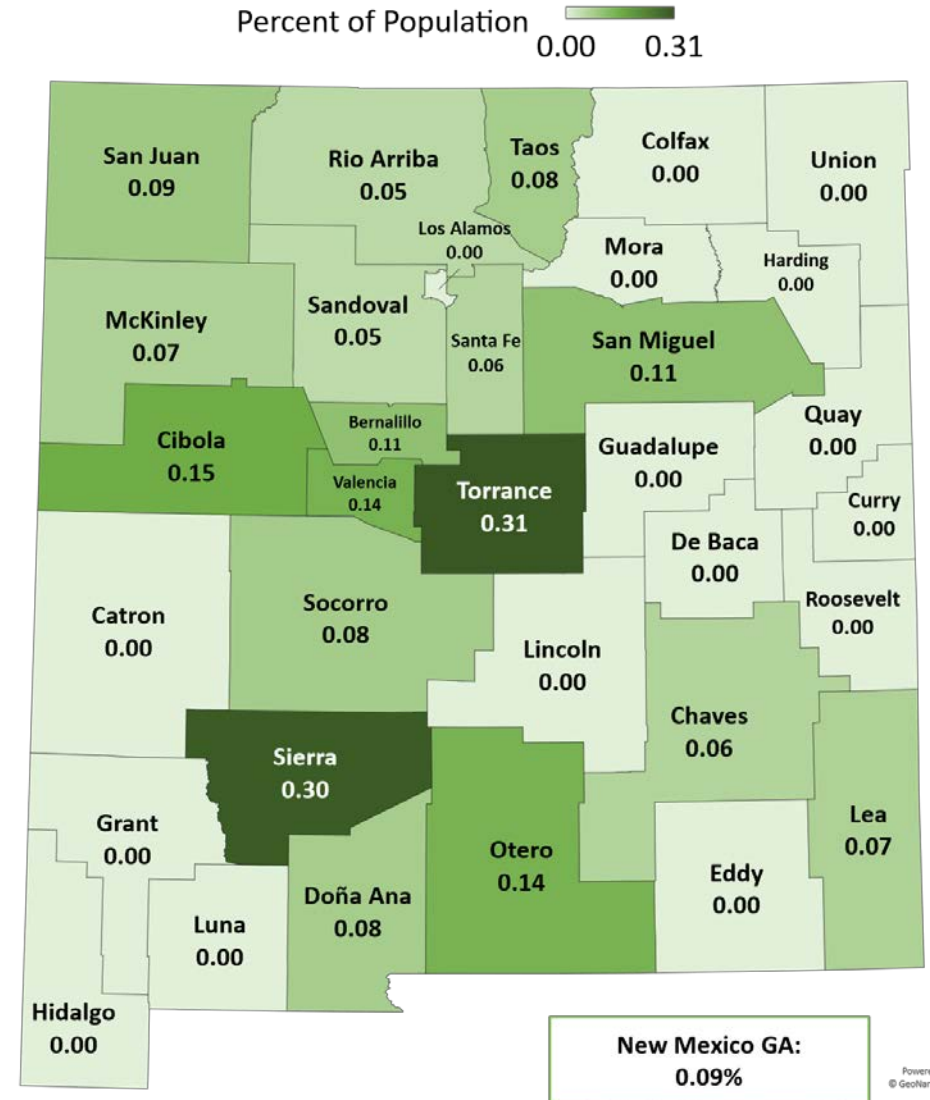 Percent of Population
0.00 0.31
San Juan
0.09
Rio Arriba
0.05
Taos
0.08
Colfax
0.00
Union
0.00
Los Alamos
0.00
Mora
0.00
Harding
0.00
McKinley
0.07
Sandoval
0.05
Santa Fe
0.06
San Miguel
0.11
Quay
0.00
Cibola
0.15
Bernalillo
0.11
Valencia
0.14
Torrance
0.31
Guadalupe
0.00
Curry
0.00
De Baca
0.00
Roosevelt
0.00
Catron
0.00
Socorro
0.08
Lincoln
0.00
Chaves
0.06
Sierra
0.30
Grant
0.00
Otero
0.14
Lea
0.07
Eddy
0.00
Doña Ana
0.08
Luna
0.00
Hidalgo
0.00
New Mexico GA:
0.09%
Powere
© GeoNar